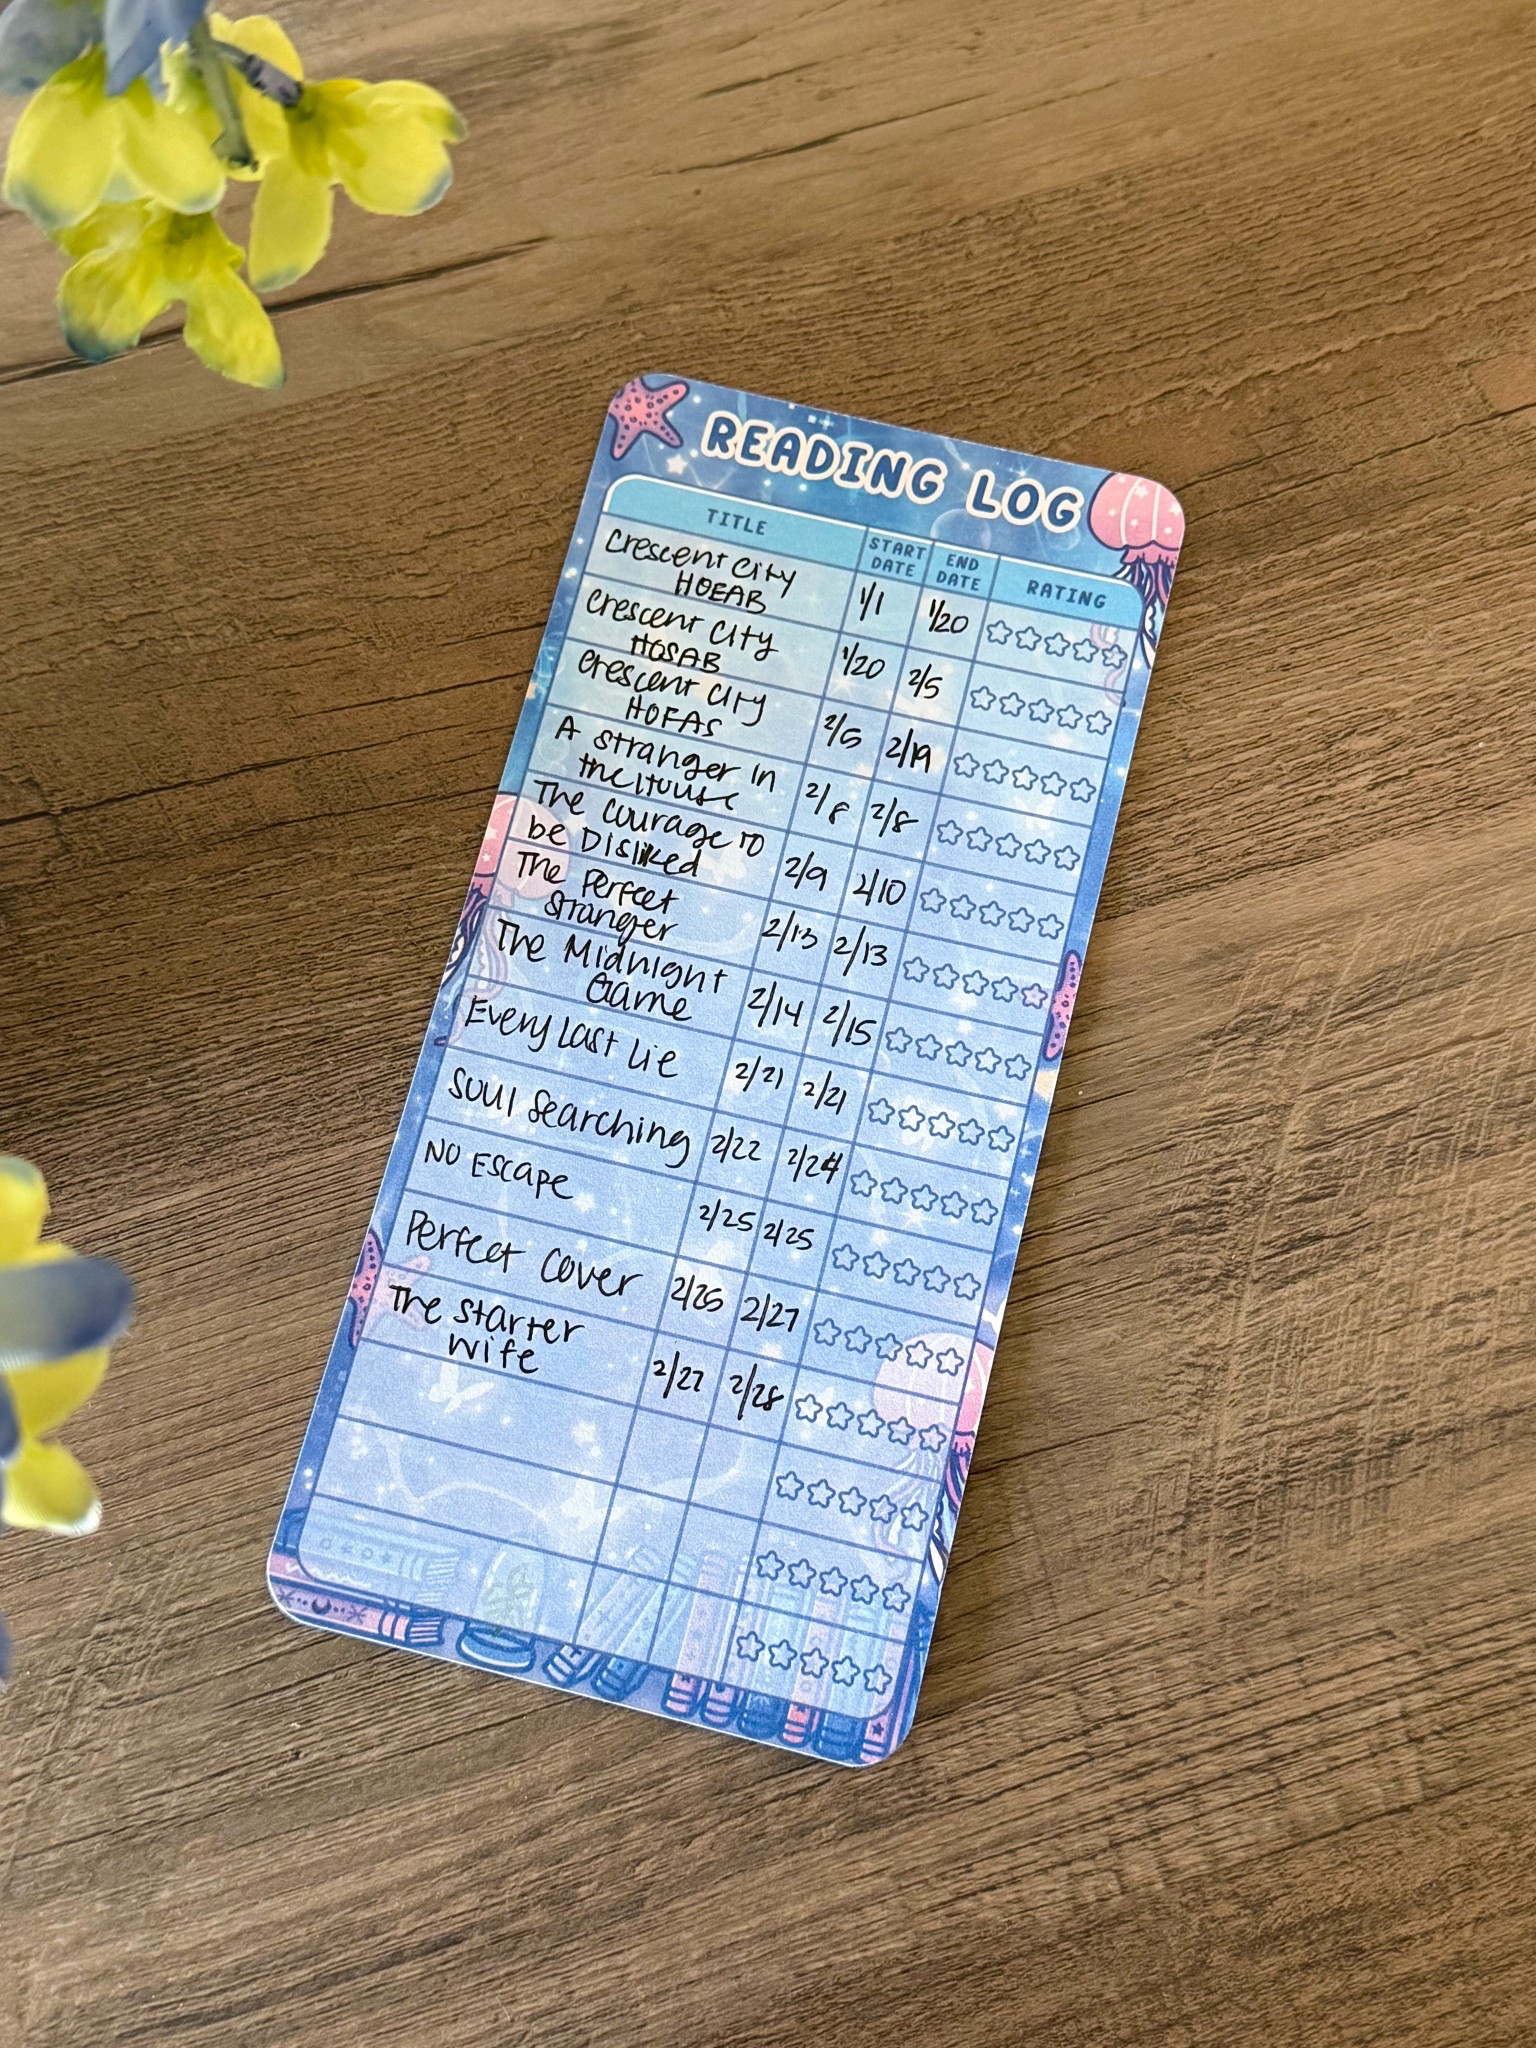 READING LOG
TITLE START DATE END DATE RATING
Crescent City
HOEAB 1/1 1/20
Crescent City
HOSAB 1/20 2/5
Crescent City
HOFAS 2/5 2/19
A stranger in
the House 2/8 2/8
The Courage to
be Disliked 2/9 2/10
The Perfect
Stranger 2/13 2/13
The Midnight
Game 2/14 2/15
Every Last Lie 2/21 2/21
Soul Searching 2/22 2/24
No Escape 2/25 2/25
Perfect Cover 2/26 2/27
The Starter
Wife 2/27 2/28